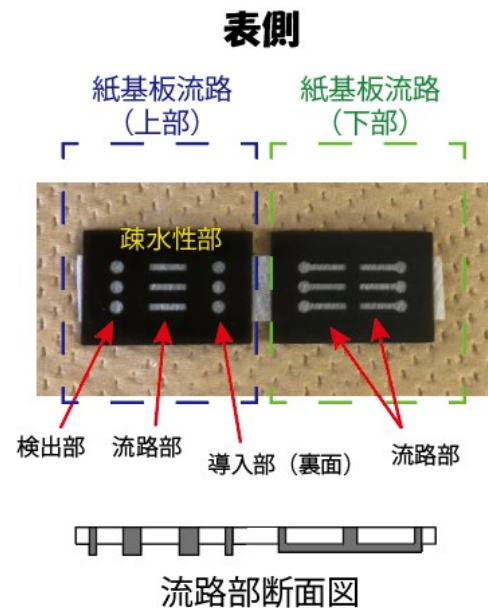 表側
紙基板流路
（上部）
紙基板流路
（下部）
疎水性部
検出部
流路部
導入部（裏面）
流路部
流路部断面図